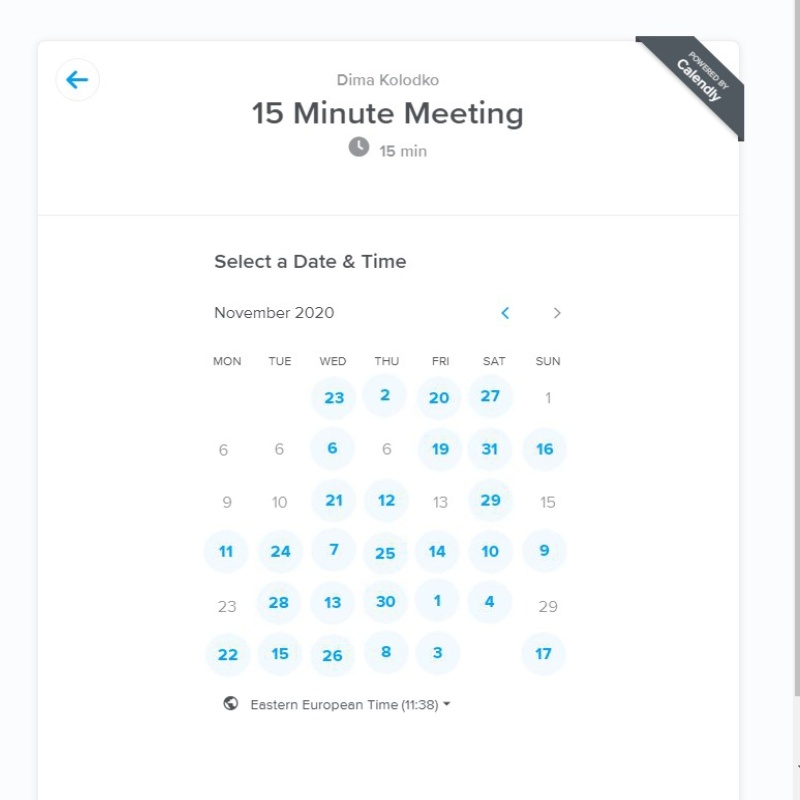 POWERED BY
Calendly
Dima Kolodko
15 Minute Meeting
15 min
Select a Date & Time
November 2020
MON TUE WED THU FRI SAT SUN
23 2 20 27 1
6 6 6 6 19 31 16
9 10 21 12 13 29 15
11 24 7 25 14 10 9
23 28 13 30 1 4 29
22 15 26 8 3 17
Eastern European Time (11:38)